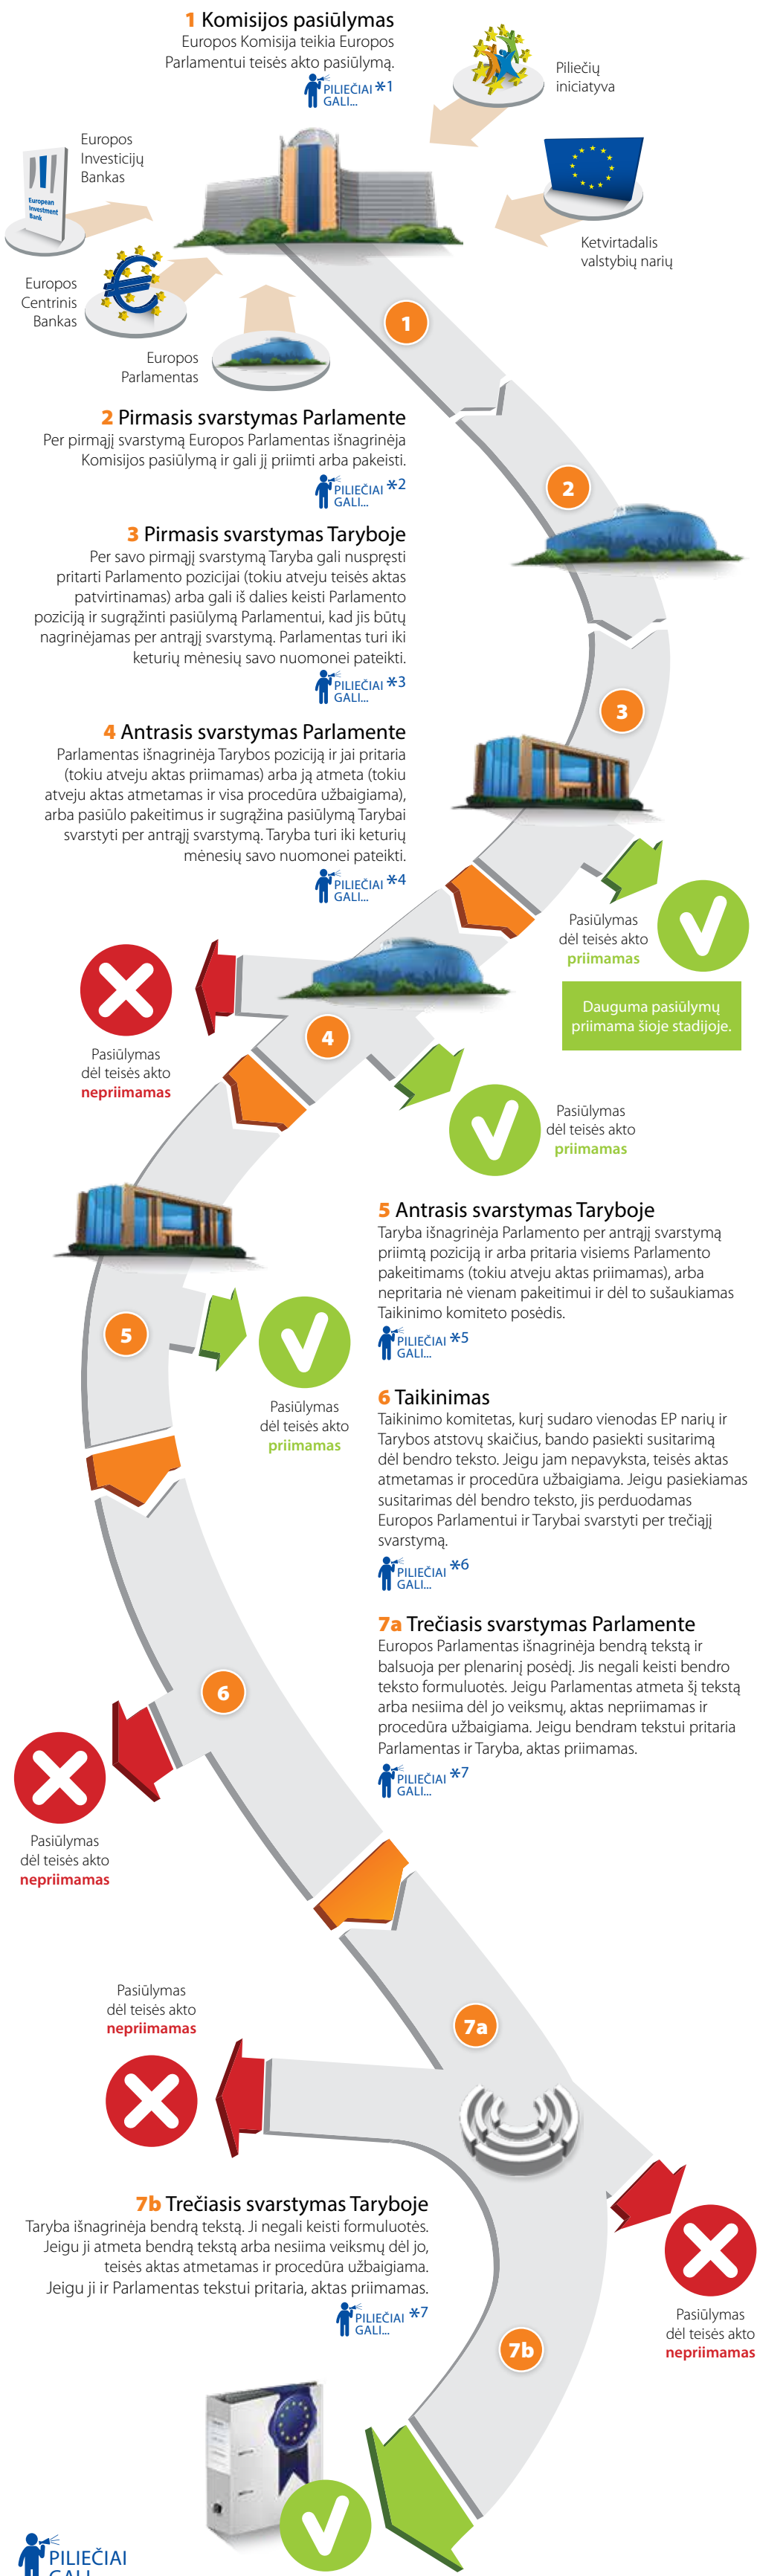 1 Komisijos pasiūlymas
Europos Komisija teikia Europos
Parlamentui teisės akto pasiūlymą.
PILIEČIAI *1
GALI...
Piliečių
iniciatyva
Europos
Investicijų
Bankas
European
Investment
Bank
Ketvirtadalis
valstybių narių
Europos
Centrinis
Bankas
Europos
Parlamentas
1
2 Pirmasis svarstymas Parlamente
Per pirmąjį svarstymą Europos Parlamentas išnagrinėja
Komisijos pasiūlymą ir gali jį priimti arba pakeisti.
PILIEČIAI *2
GALI...
2
3 Pirmasis svarstymas Taryboje
Per savo pirmąjį svarstymą Taryba gali nuspręsti
pritarti Parlamento pozicijai (tokiu atveju teisės aktas
patvirtinamas) arba gali iš dalies keisti Parlamento
poziciją ir sugrąžinti pasiūlymą Parlamentui, kad jis būtų
nagrinėjamas per antrąjį svarstymą. Parlamentas turi iki
keturių mėnesių savo nuomonei pateikti.
PILIEČIAI *3
GALI...
3
4 Antrasis svarstymas Parlamente
Parlamentas išnagrinėja Tarybos poziciją ir jai pritaria
(tokiu atveju aktas priimamas) arba ją atmeta (tokiu
atveju aktas atmetamas ir visa procedūra užbaigiama),
arba pasiūlo pakeitimus ir sugrąžina pasiūlymą Tarybai
svarstyti per antrąjį svarstymą. Taryba turi iki keturių
mėnesių savo nuomonei pateikti.
PILIEČIAI *4
GALI...
Pasiūlymas
dėl teisės akto
priimamas
Dauguma pasiūlymų
priimama šioje stadijoje.
4
Pasiūlymas
dėl teisės akto
nepriimamas
Pasiūlymas
dėl teisės akto
priimamas
5 Antrasis svarstymas Taryboje
Taryba išnagrinėja Parlamento per antrąjį svarstymą
priimtą poziciją ir arba pritaria visiems Parlamento
pakeitimams (tokiu atveju aktas priimamas), arba
nepritaria nė vienam pakeitimui ir dėl to sušaukiamas
Taikinimo komiteto posėdis.
PILIEČIAI *5
GALI...
5
Pasiūlymas
dėl teisės akto
priimamas
6 Taikinimas
Taikinimo komitetas, kurį sudaro vienodas EP narių ir
Tarybos atstovų skaičius, bando pasiekti susitarimą
dėl bendro teksto. Jeigu jam nepavyksta, teisės aktas
atmetamas ir procedūra užbaigiama. Jeigu pasiekiamas
susitarimas dėl bendro teksto, jis perduodamas
Europos Parlamentui ir Tarybai svarstyti per trečiąjį
svarstymą.
PILIEČIAI *6
GALI...
7a Trečiasis svarstymas Parlamente
Europos Parlamentas išnagrinėja bendrą tekstą ir
balsuoja per plenarinį posėdį. Jis negali keisti bendro
teksto formuluotės. Jeigu Parlamentas atmeta šį tekstą
arba nesiima dėl jo veiksmų, aktas nepriimamas ir
procedūra užbaigiama. Jeigu bendram tekstui pritaria
Parlamentas ir Taryba, aktas priimamas.
PILIEČIAI *7
GALI...
6
Pasiūlymas
dėl teisės akto
nepriimamas
Pasiūlymas
dėl teisės akto
nepriimamas
7a
7b Trečiasis svarstymas Taryboje
Taryba išnagrinėja bendrą tekstą. Ji negali keisti formuluotės.
Jeigu ji atmeta bendrą tekstą arba nesiima veiksmų dėl jo,
teisės aktas atmetamas ir procedūra užbaigiama.
Jeigu ji ir Parlamentas tekstui pritaria, aktas priimamas.
PILIEČIAI *7
GALI...
Pasiūlymas
dėl teisės akto
nepriimamas
7b
PILIEČIAI